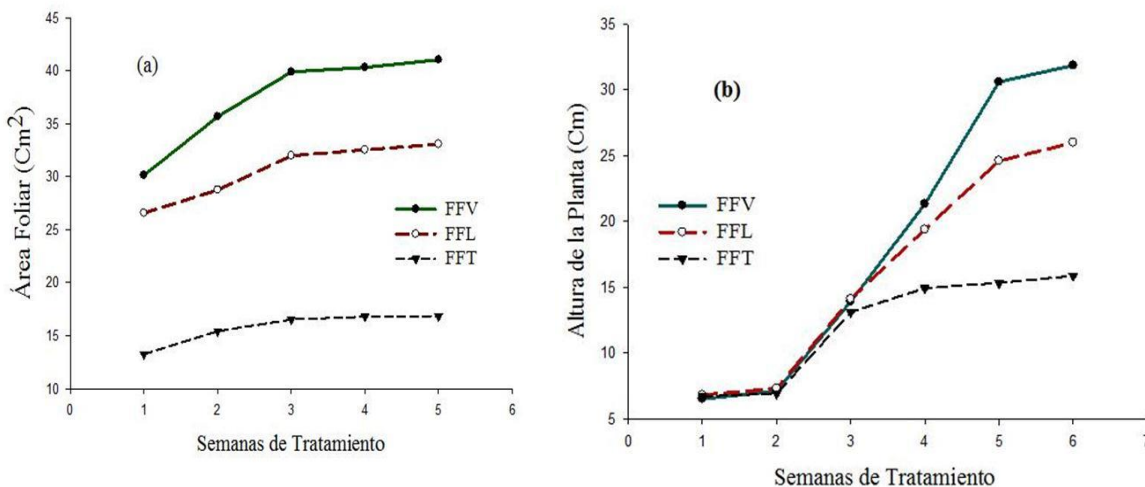 (a)
Área Foliar (Cm²)
45
40
35
30
25
20
15
10
0
1
2
3
4
5
6
Semanas de Tratamiento
FFV
FFL
FFT
(b)
Altura de la Planta (Cm)
35
30
25
20
15
10
5
0
1
2
3
4
5
6
7
Semanas de Tratamiento
FFV
FFL
FFT